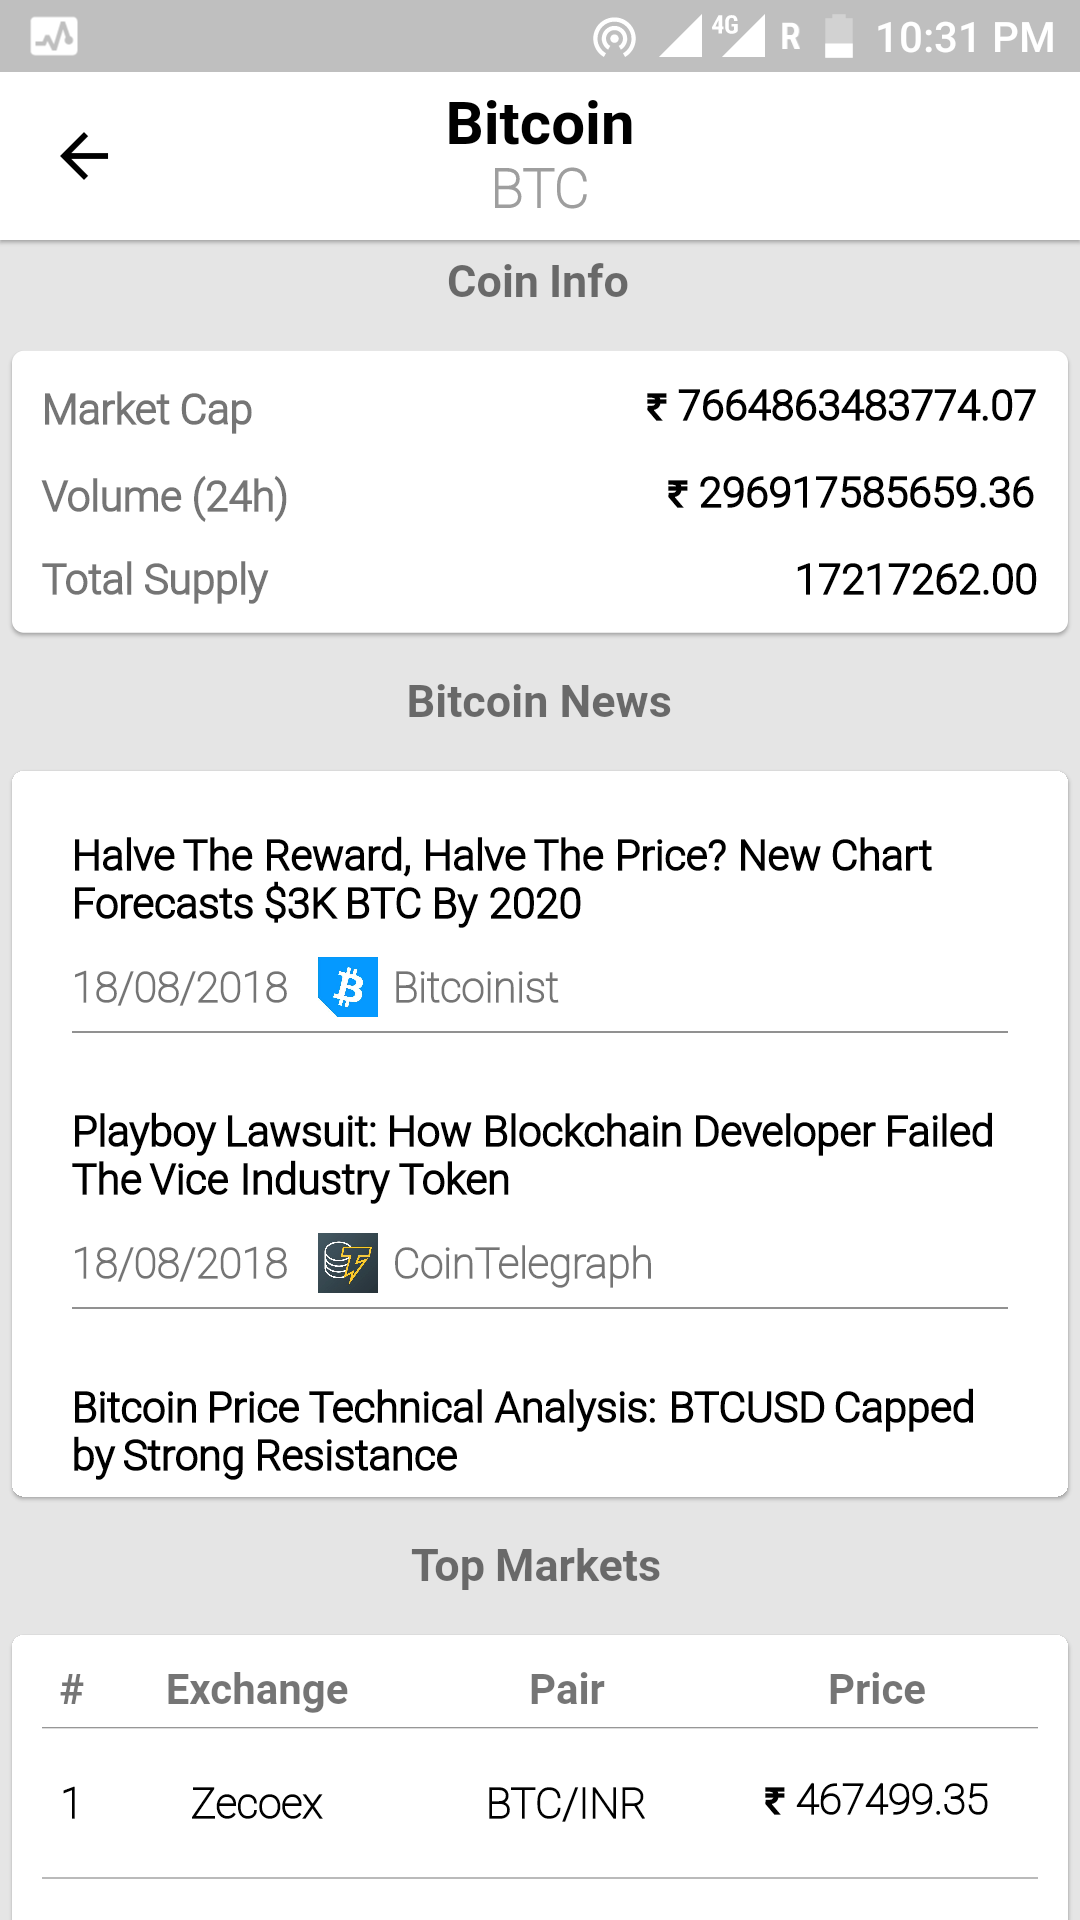 4G R 10:31 PM
Bitcoin
BTC
Coin Info
Market Cap ₹ 7664863483774.07
Volume (24h) ₹ 296917585659.36
Total Supply 17217262.00
Bitcoin News
Halve The Reward, Halve The Price? New Chart
Forecasts $3K BTC By 2020
18/08/2018 Bitcoinist
Playboy Lawsuit: How Blockchain Developer Failed
The Vice Industry Token
18/08/2018 CoinTelegraph
Bitcoin Price Technical Analysis: BTCUSD Capped
by Strong Resistance
Top Markets
# Exchange Pair Price
1 Zecoex BTC/INR ₹ 467499.35